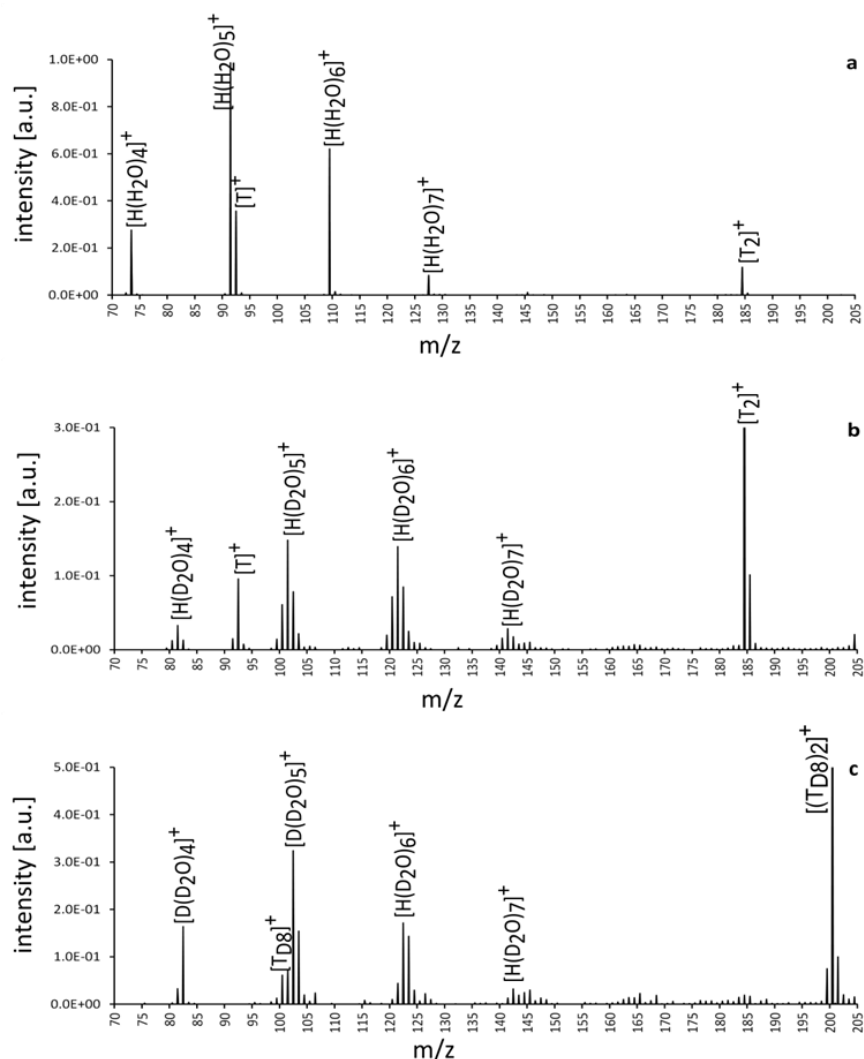 a
intensity [a.u.]
1.0E+00
8.0E-01
6.0E-01
4.0E-01
2.0E-01
0.0E+00
[H(H2O)4]+
[H(H2O)5]+
[T]+
[H(H2O)6]+
[H(H2O)7]+
[T2]+
70 75 80 85 90 95 100 105 110 115 120 125 130 135 140 145 150 155 160 165 170 175 180 185 190 195 200 205
m/z
b
intensity [a.u.]
3.0E-01
2.0E-01
1.0E-01
0.0E+00
[H(D2O)4]+
[T]+
[H(D2O)5]+
[H(D2O)6]+
[H(D2O)7]+
[T2]+
70 75 80 85 90 95 100 105 110 115 120 125 130 135 140 145 150 155 160 165 170 175 180 185 190 195 200 205
m/z
c
intensity [a.u.]
5.0E-01
4.0E-01
3.0E-01
2.0E-01
1.0E-01
0.0E+00
[D(D2O)4]+
[TD8]+
[D(D2O)5]+
[H(D2O)6]+
[H(D2O)7]+
[(TD8)2]+
70 75 80 85 90 95 100 105 110 115 120 125 130 135 140 145 150 155 160 165 170 175 180 185 190 195 200 205
m/z